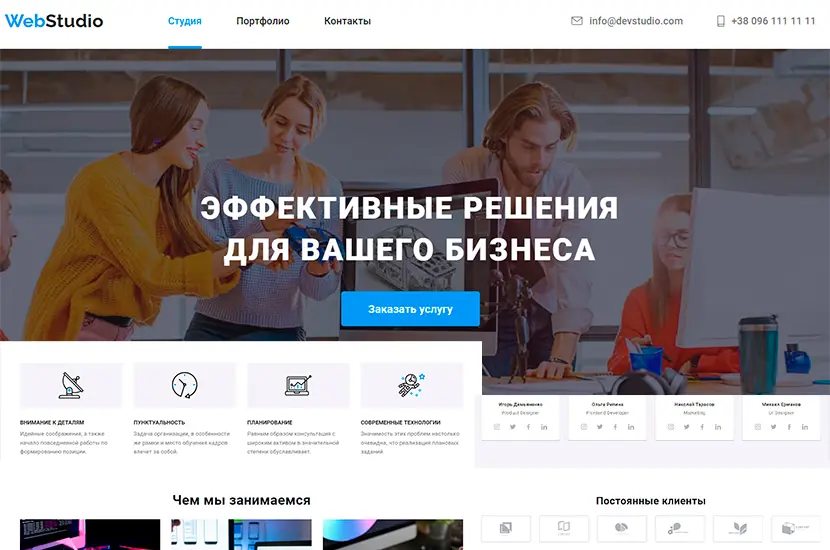 WebStudio
Студия
Портфолио
Контакты
info@devstudio.com
+38 096 111 11 11
ЭФФЕКТИВНЫЕ РЕШЕНИЯ
ДЛЯ ВАШЕГО БИЗНЕСА
Заказать услугу
ВНИМАНИЕ К ДЕТАЛЯМ
Идейные соображения, а также
начало повседневной работы по
формированию позиции.
ПУНКТУАЛЬНОСТЬ
Задача организации, в особенности
же рамки и место обучения кадров
влечет за собой.
ПЛАНИРОВАНИЕ
Равным образом консультация с
широким активом в значительной
степени обуславливает.
СОВРЕМЕННЫЕ ТЕХНОЛОГИИ
Значимость этих проблем настолько
очевидна, что реализация плановых
заданий.
Игорь Демьяненко
Product Designer
Ольга Репина
Frontend Developer
Николай Тарасов
Marketing
Михаил Ермаков
UI Designer
Чем мы занимаемся
Постоянные клиенты